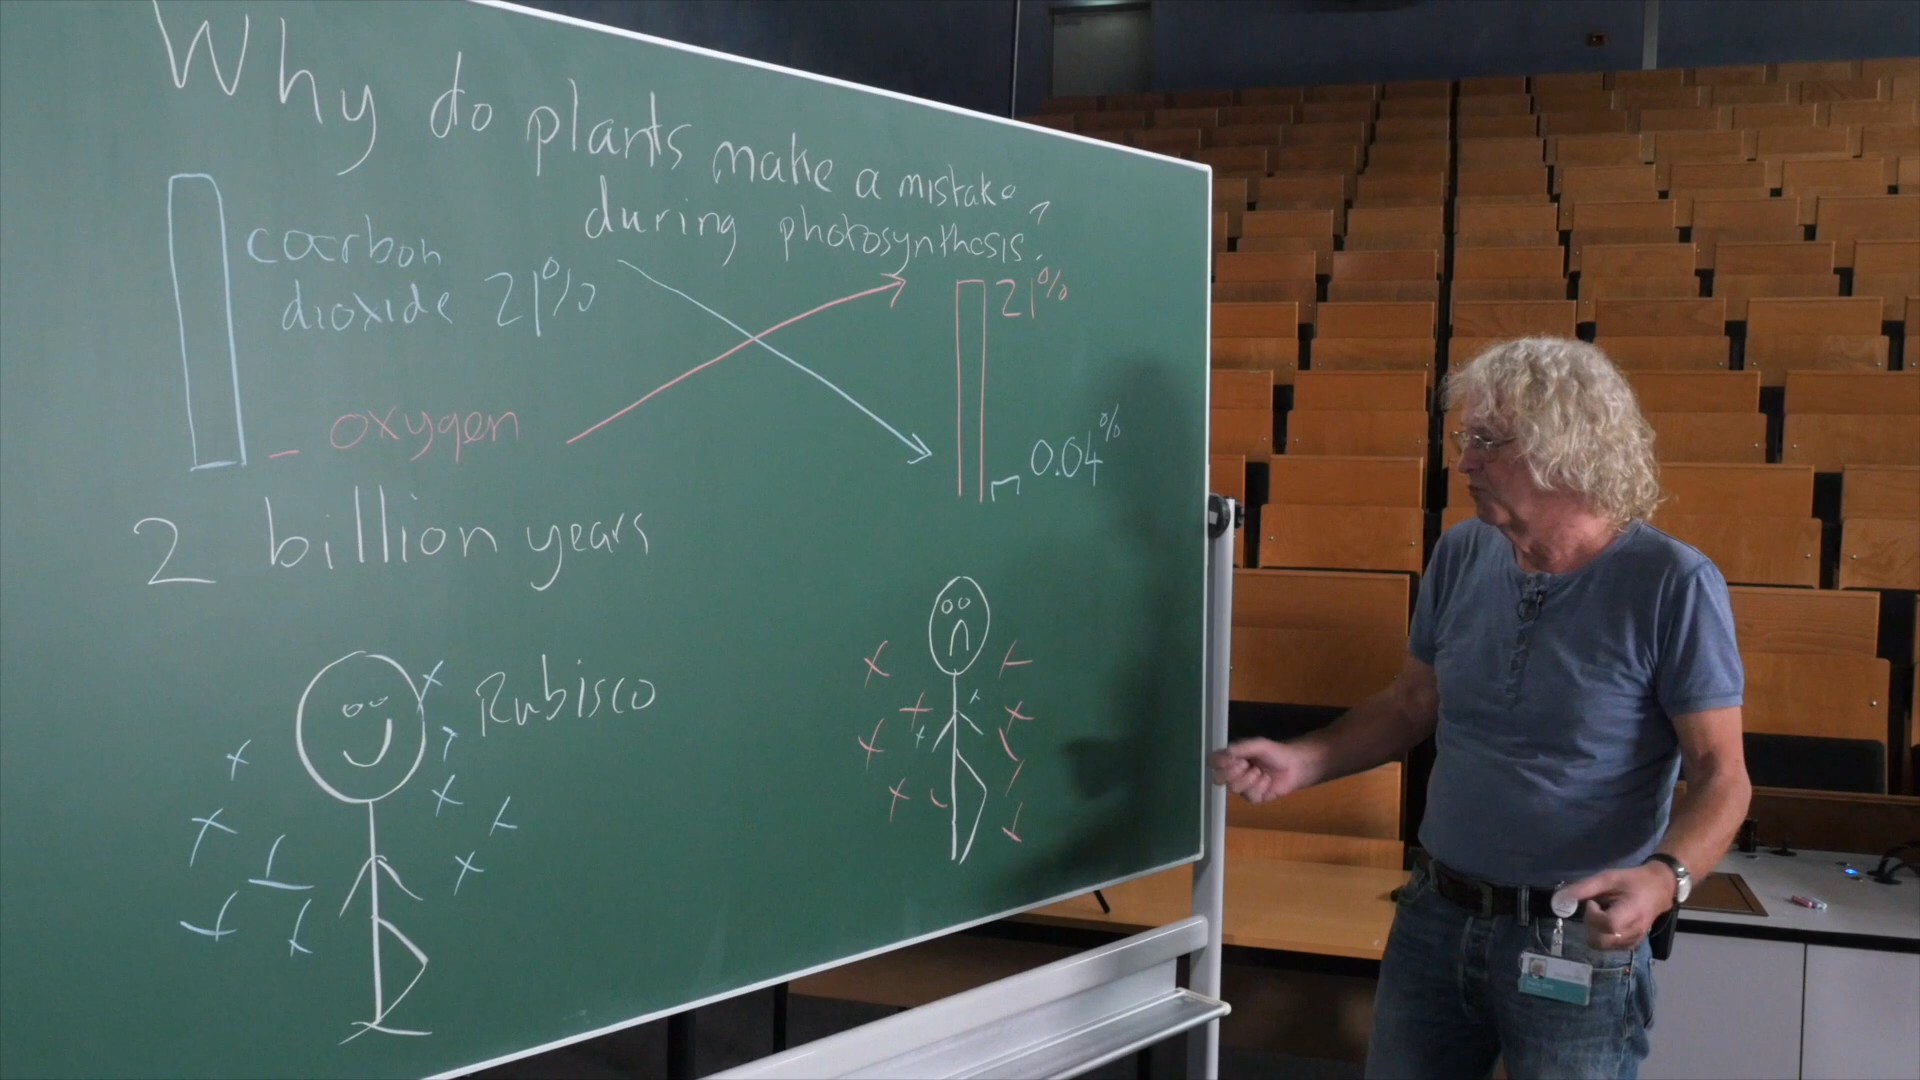 Why do plants make a mistake
during photosynthesis?
carbon
dioxide 21%
oxygen
21%
0.04%
2 billion years
Rubisco